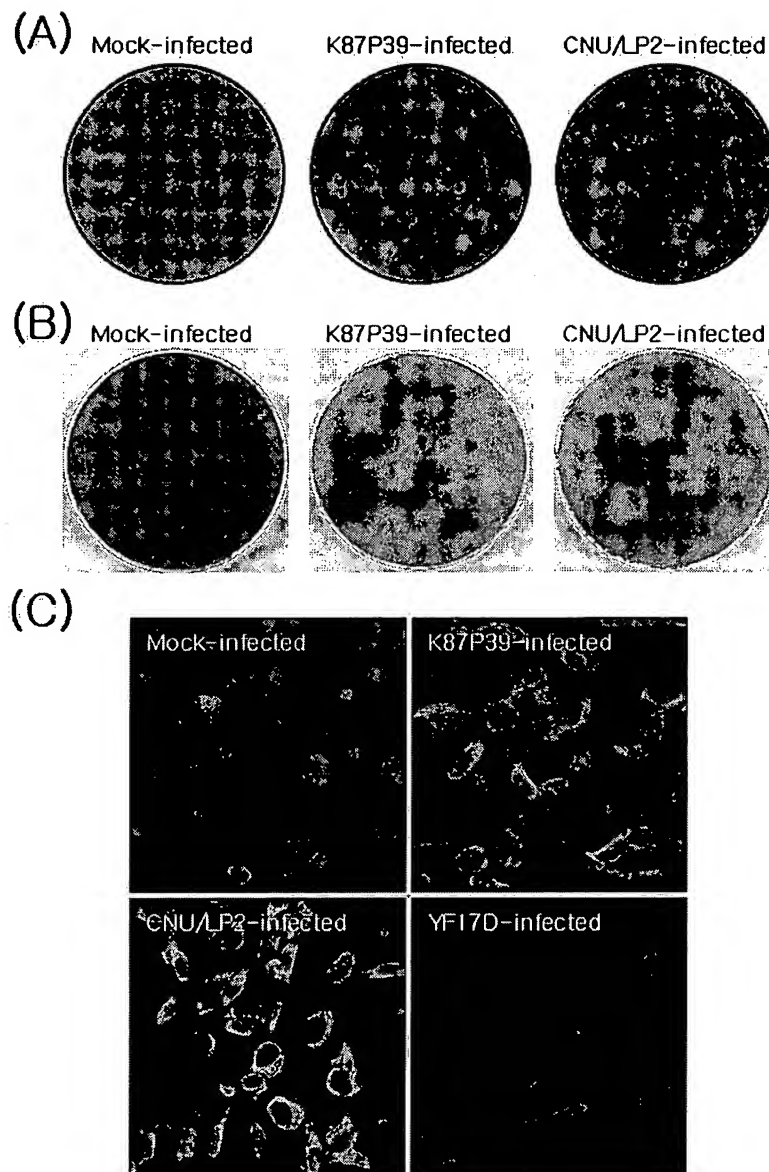 (A)
Mock-infected K87P39-infected CNU/LP2-infected
(B)
Mock-infected K87P39-infected CNU/LP2-infected
(C)
Mock-infected K87P39-infected
CNU/LP2-infected YF17D-infected